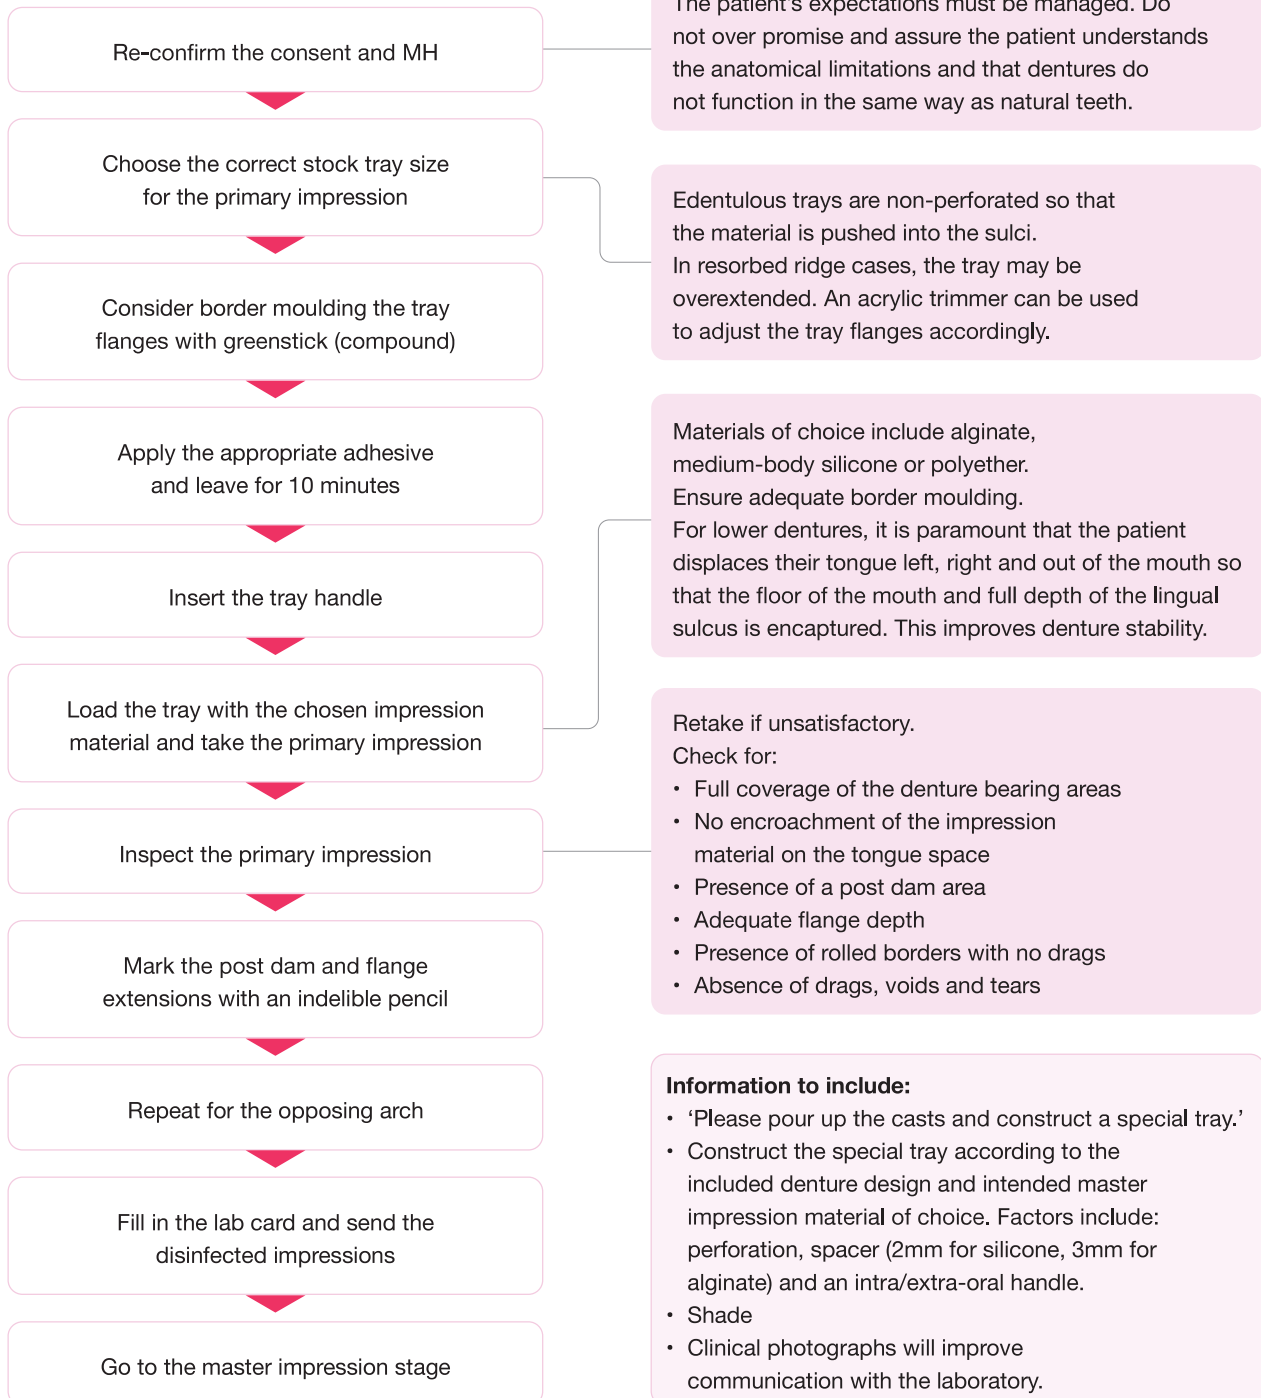 Re-confirm the consent and MH
Choose the correct stock tray size
for the primary impression
Consider border moulding the tray
flanges with greenstick (compound)
Apply the appropriate adhesive
and leave for 10 minutes
Insert the tray handle
Load the tray with the chosen impression
material and take the primary impression
Inspect the primary impression
Mark the post dam and flange
extensions with an indelible pencil
Repeat for the opposing arch
Fill in the lab card and send the
disinfected impressions
Go to the master impression stage
The patient's expectations must be managed. Do
not over promise and assure the patient understands
the anatomical limitations and that dentures do
not function in the same way as natural teeth.
Edentulous trays are non-perforated so that
the material is pushed into the sulci.
In resorbed ridge cases, the tray may be
overextended. An acrylic trimmer can be used
to adjust the tray flanges accordingly.
Materials of choice include alginate,
medium-body silicone or polyether.
Ensure adequate border moulding.
For lower dentures, it is paramount that the patient
displaces their tongue left, right and out of the mouth so
that the floor of the mouth and full depth of the lingual
sulcus is encaptured. This improves denture stability.
Retake if unsatisfactory.
Check for:
• Full coverage of the denture bearing areas
• No encroachment of the impression
material on the tongue space
• Presence of a post dam area
• Adequate flange depth
• Presence of rolled borders with no drags
• Absence of drags, voids and tears
Information to include:
• ‘Please pour up the casts and construct a special tray.’
• Construct the special tray according to the
included denture design and intended master
impression material of choice. Factors include:
perforation, spacer (2mm for silicone, 3mm for
alginate) and an intra/extra-oral handle.
• Shade
• Clinical photographs will improve
communication with the laboratory.